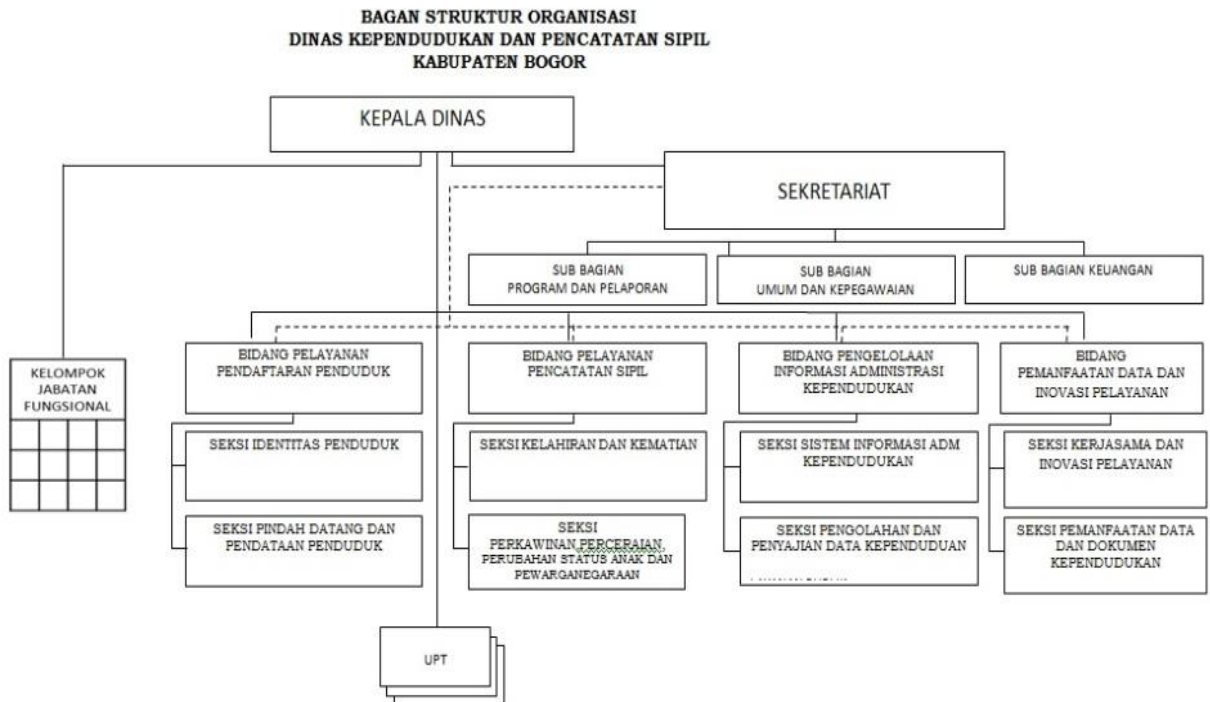 BAGAN STRUKTUR ORGANISASI
DINAS KEPENDUDUKAN DAN PENCATATAN SIPIL
KABUPATEN BOGOR
KEPALA DINAS
SEKRETARIAT
SUB BAGIAN
PROGRAM DAN PELAPORAN
SUB BAGIAN
UMUM DAN KEPEGAWAIAN
SUB BAGIAN KEUANGAN
KELOMPOK
JABATAN
FUNGSIONAL
BIDANG PELAYANAN
PENDAFTARAN PENDUDUK
BIDANG PELAYANAN
PENCATATAN SIPIL
BIDANG PENGELOLAAN
INFORMASI ADMINISTRASI
KEPENDUDUKAN
BIDANG
PEMANFAATAN DATA DAN
INOVASI PELAYANAN
SEKSI IDENTITAS PENDUDUK
SEKSI KELAHIRAN DAN KEMATIAN
SEKSI SISTEM INFORMASI ADM
KEPENDUDUKAN
SEKSI KERJASAMA DAN
INOVASI PELAYANAN
SEKSI PINDAH DATANG DAN
PENDATAAN PENDUDUK
SEKSI
PERKAWINAN PERCERAIAN,
PERUBAHAN STATUS ANAK DAN
PEWARGANEGARAAN
SEKSI PENGOLAHAN DAN
PENYAJIAN DATA KEPENDUDUAN
SEKSI PEMANFAATAN DATA
DAN DOKUMEN
KEPENDUDUKAN
UPT